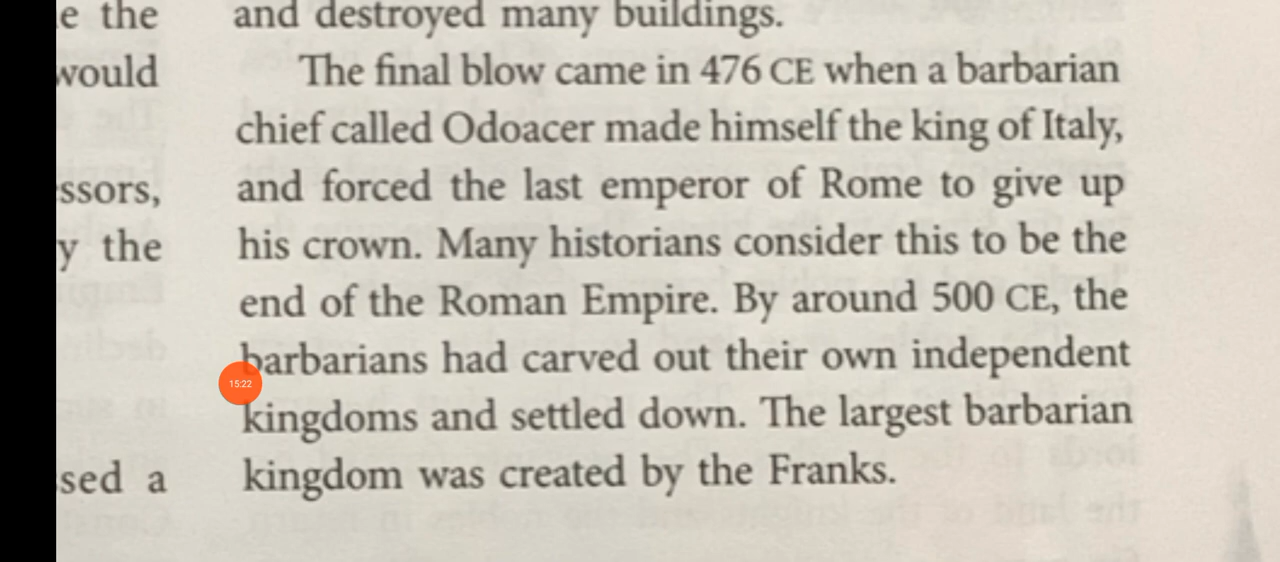 e the
would
ssors,
y the
sed a
and destroyed many buildings.
The final blow came in 476 CE when a barbarian
chief called Odoacer made himself the king of Italy,
and forced the last emperor of Rome to give up
his crown. Many historians consider this to be the
end of the Roman Empire. By around 500 CE, the
barbarians had carved out their own independent
kingdoms and settled down. The largest barbarian
kingdom was created by the Franks.
15:22